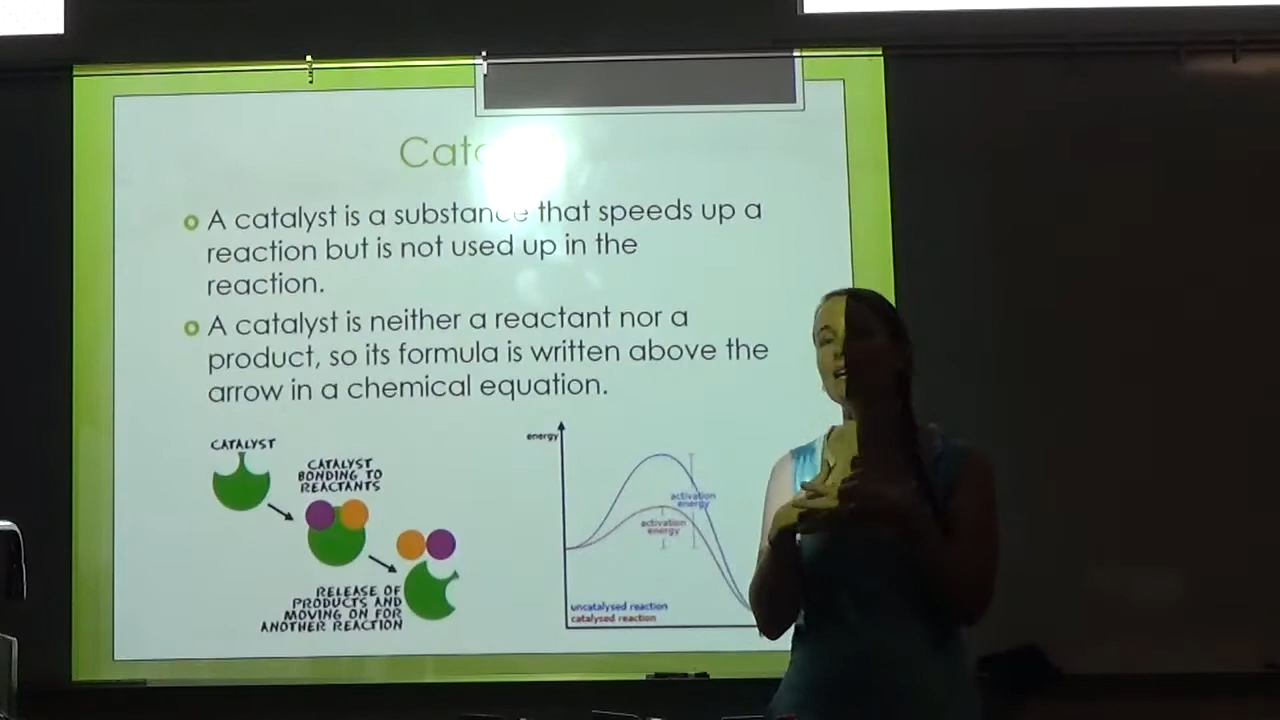 Cata
A catalyst is a substance that speeds up a
reaction but is not used up in the
reaction.
A catalyst is neither a reactant nor a
product, so its formula is written above the
arrow in a chemical equation.
CATALYST
CATALYST
BONDING TO
REACTANTS
RELEASE OF
PRODUCTS AND
MOVING ON FOR
ANOTHER REACTION
energy
activation
energy
activation
energy
uncatalysed reaction
catalysed reaction